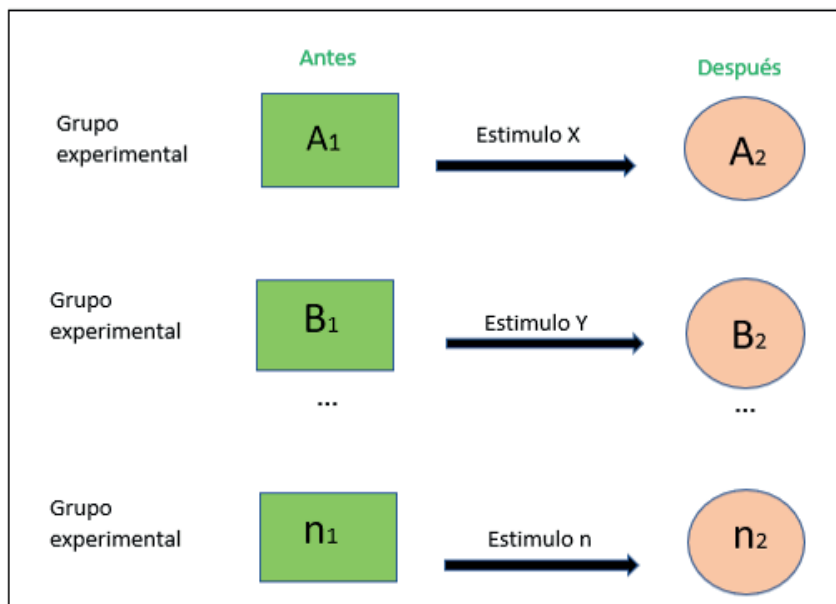 Antes
Después
Grupo
experimental
A₁
Estimulo X
A₂
Grupo
experimental
B₁
Estimulo Y
B₂
...
...
Grupo
experimental
n₁
Estimulo n
n₂